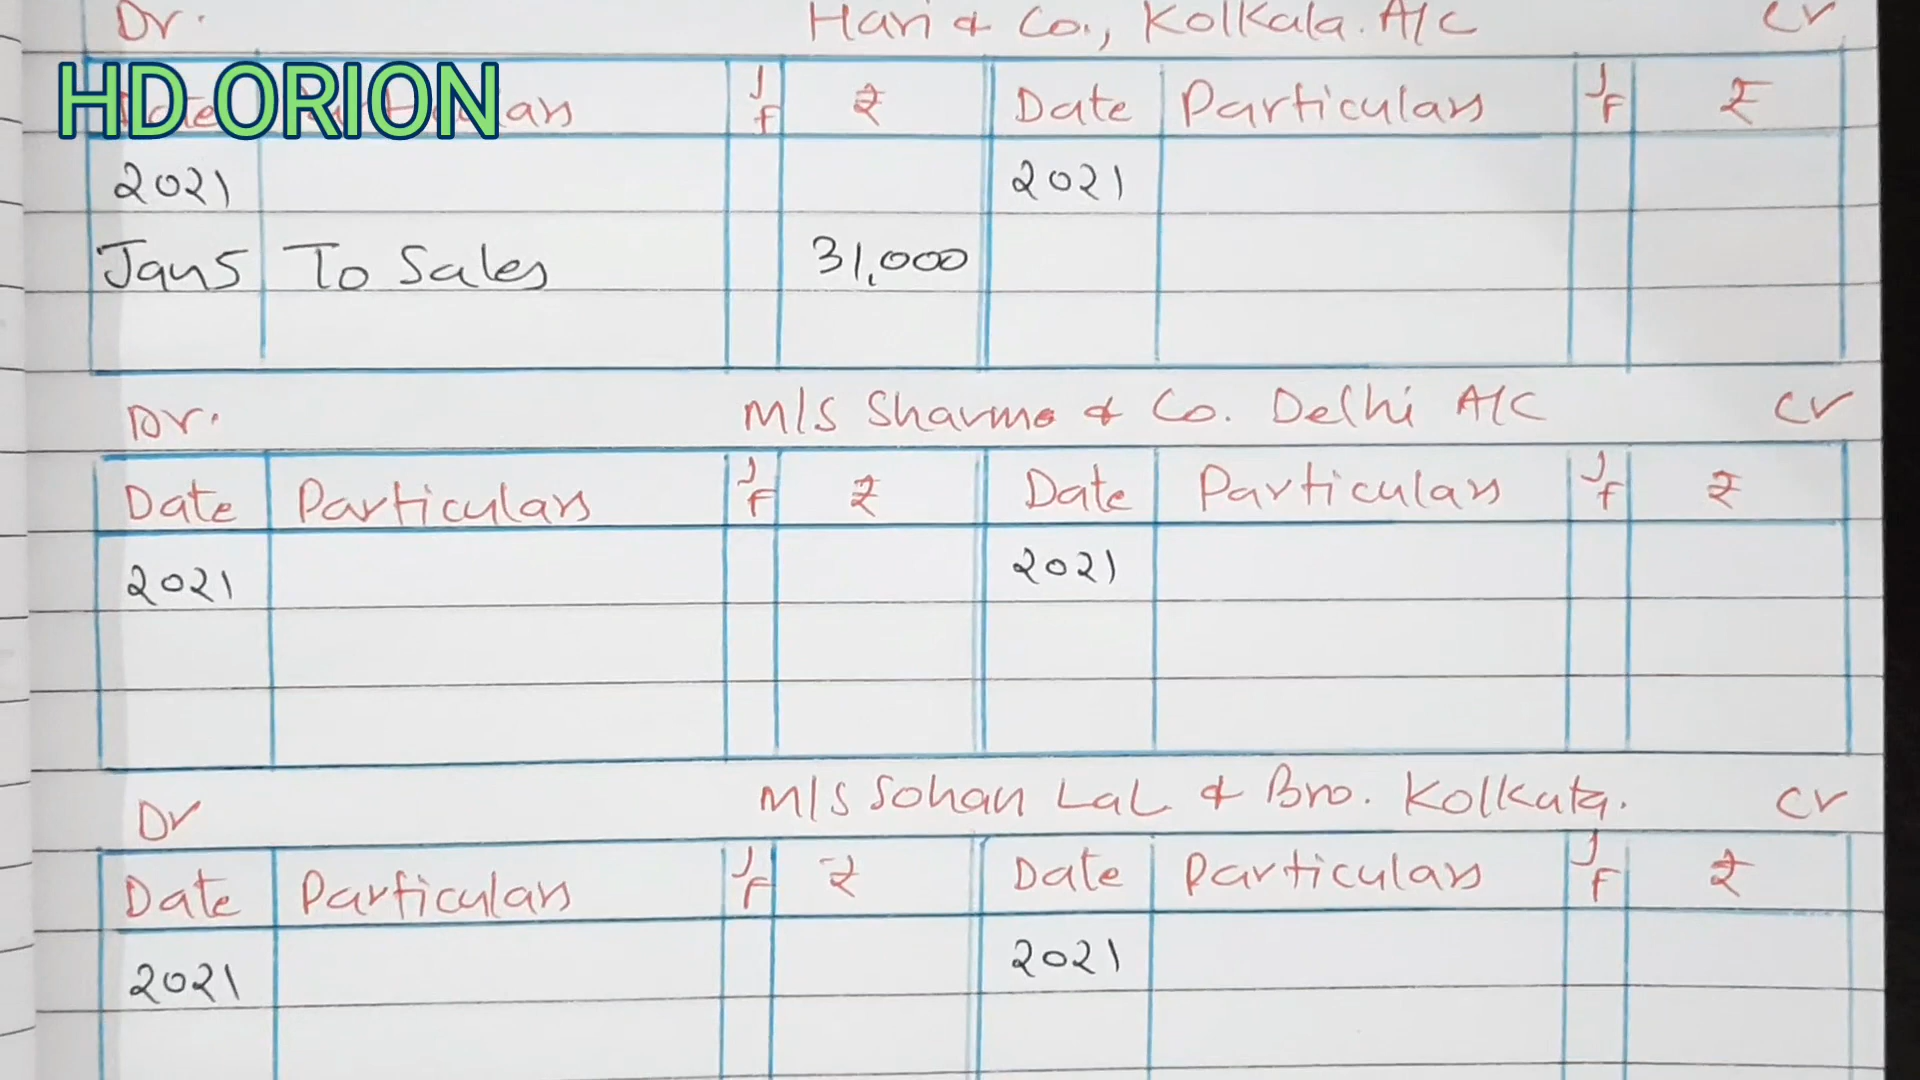 Dr. Hari & Co., Kolkala. A/C Cr
HD ORION
J F ₹ Date Particulars J F ₹
2021 2021
Jan 5 To Sales 31,000
Dr. M/S Sharma & Co. Delhi A/C Cr
Date Particulars J F ₹ Date Particulars J F ₹
2021 2021
Dr M/S Sohan LaL & Bro. Kolkata. Cr
Date Particulars J F ₹ Date Particulars J F ₹
2021 2021